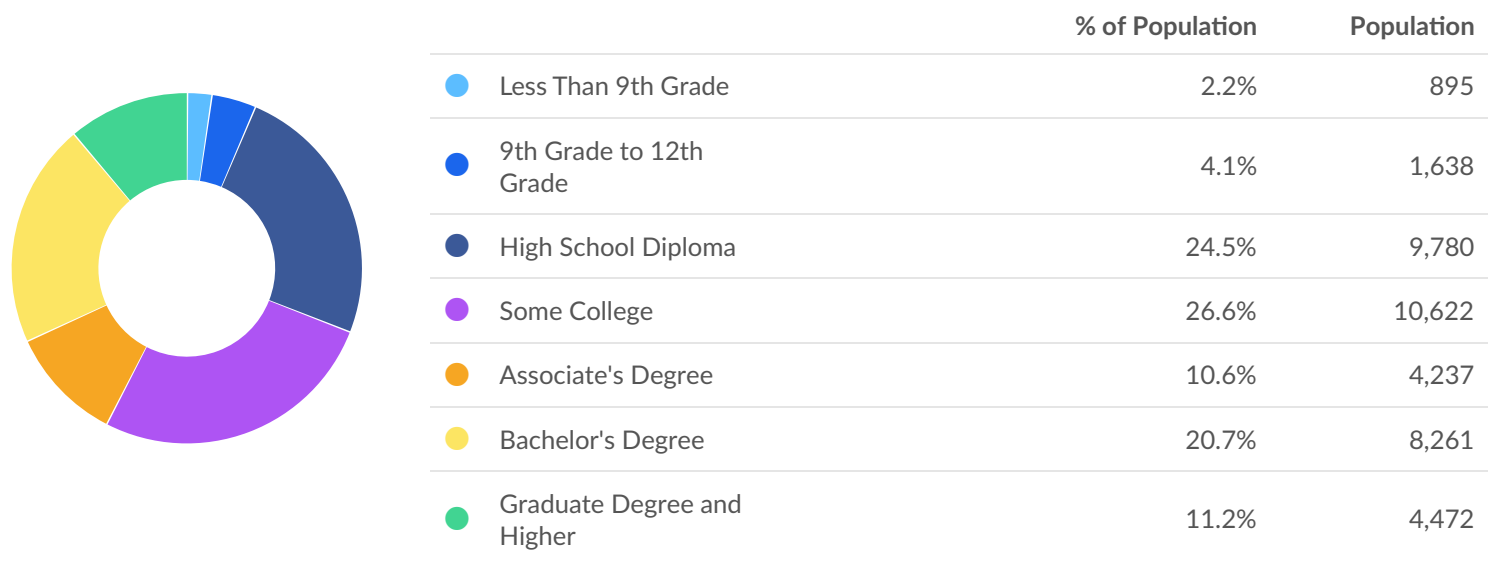 % of Population Population
Less Than 9th Grade 2.2% 895
9th Grade to 12th
Grade 4.1% 1,638
High School Diploma 24.5% 9,780
Some College 26.6% 10,622
Associate's Degree 10.6% 4,237
Bachelor's Degree 20.7% 8,261
Graduate Degree and
Higher 11.2% 4,472